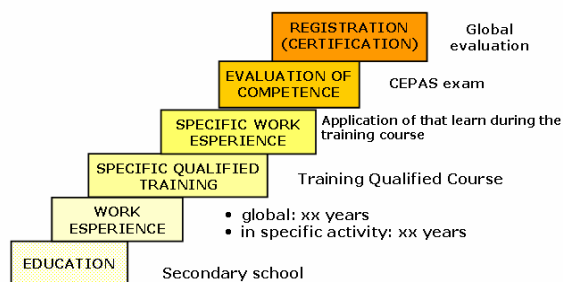 REGISTRATION
(CERTIFICATION)
Global
evaluation
EVALUATION OF
COMPETENCE
CEPAS exam
SPECIFIC WORK
ESPERIENCE
Application of that learn during the
training course
SPECIFIC QUALIFIED
TRAINING
Training Qualified Course
WORK
ESPERIENCE
• global: xx years
• in specific activity: xx years
EDUCATION
Secondary school